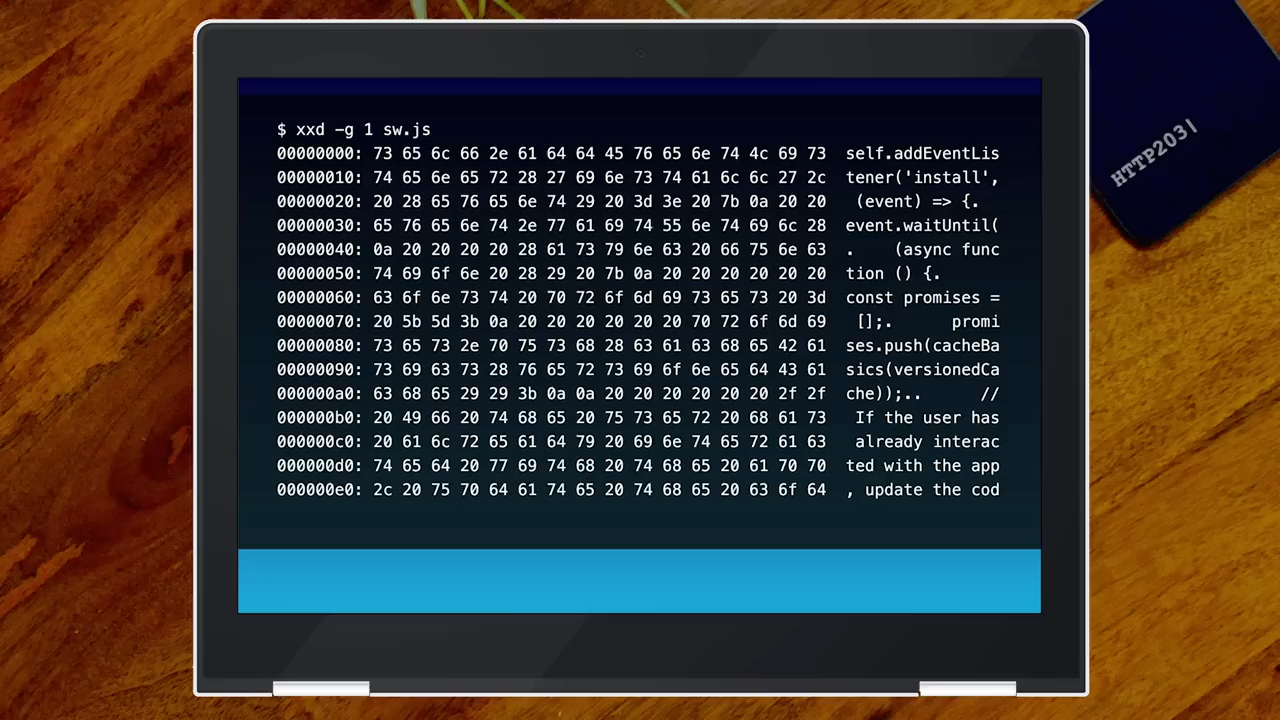 $ xxd -g 1 sw.js
00000000: 73 65 6c 66 2e 61 64 64 45 76 65 6e 74 4c 69 73  self.addEventLis
00000010: 74 65 6e 65 72 28 27 69 6e 73 74 61 6c 6c 27 2c  tener('install',
00000020: 20 28 65 76 65 6e 74 29 20 3d 3e 20 7b 0a 20 20   (event) => {.
00000030: 65 76 65 6e 74 2e 77 61 69 74 55 6e 74 69 6c 28  event.waitUntil(
00000040: 0a 20 20 20 20 28 61 73 79 6e 63 20 66 75 6e 63  .    (async func
00000050: 74 69 6f 6e 20 28 29 20 7b 0a 20 20 20 20 20 20  tion () {.
00000060: 63 6f 6e 73 74 20 70 72 6f 6d 69 73 65 73 20 3d  const promises =
00000070: 20 5b 5d 3b 0a 20 20 20 20 20 20 70 72 6f 6d 69   [];.      promi
00000080: 73 65 73 2e 70 75 73 68 28 63 61 63 68 65 42 61  ses.push(cacheBa
00000090: 73 69 63 73 28 76 65 72 73 69 6f 6e 65 64 43 61  sics(versionedCa
000000a0: 63 68 65 29 29 3b 0a 0a 20 20 20 20 20 20 2f 2f  che));..      //
000000b0: 20 49 66 20 74 68 65 20 75 73 65 72 20 68 61 73   If the user has
000000c0: 20 61 6c 72 65 61 64 79 20 69 6e 74 65 72 61 63   already interac
000000d0: 74 65 64 20 77 69 74 68 20 74 68 65 20 61 70 70  ted with the app
000000e0: 2c 20 75 70 64 61 74 65 20 74 68 65 20 63 6f 64  , update the cod
HTTP203|